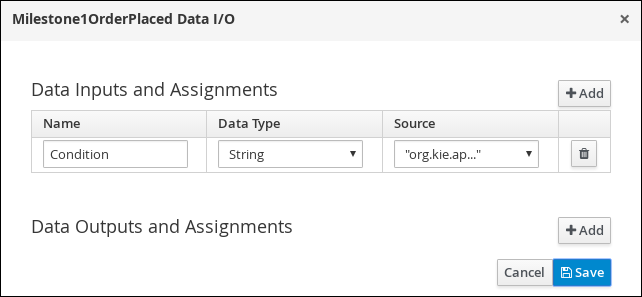 Milestone1OrderPlaced Data I/O ×
Data Inputs and Assignments + Add
Name Data Type Source
Condition String "org.kie.ap..."
Data Outputs and Assignments + Add
Cancel Save